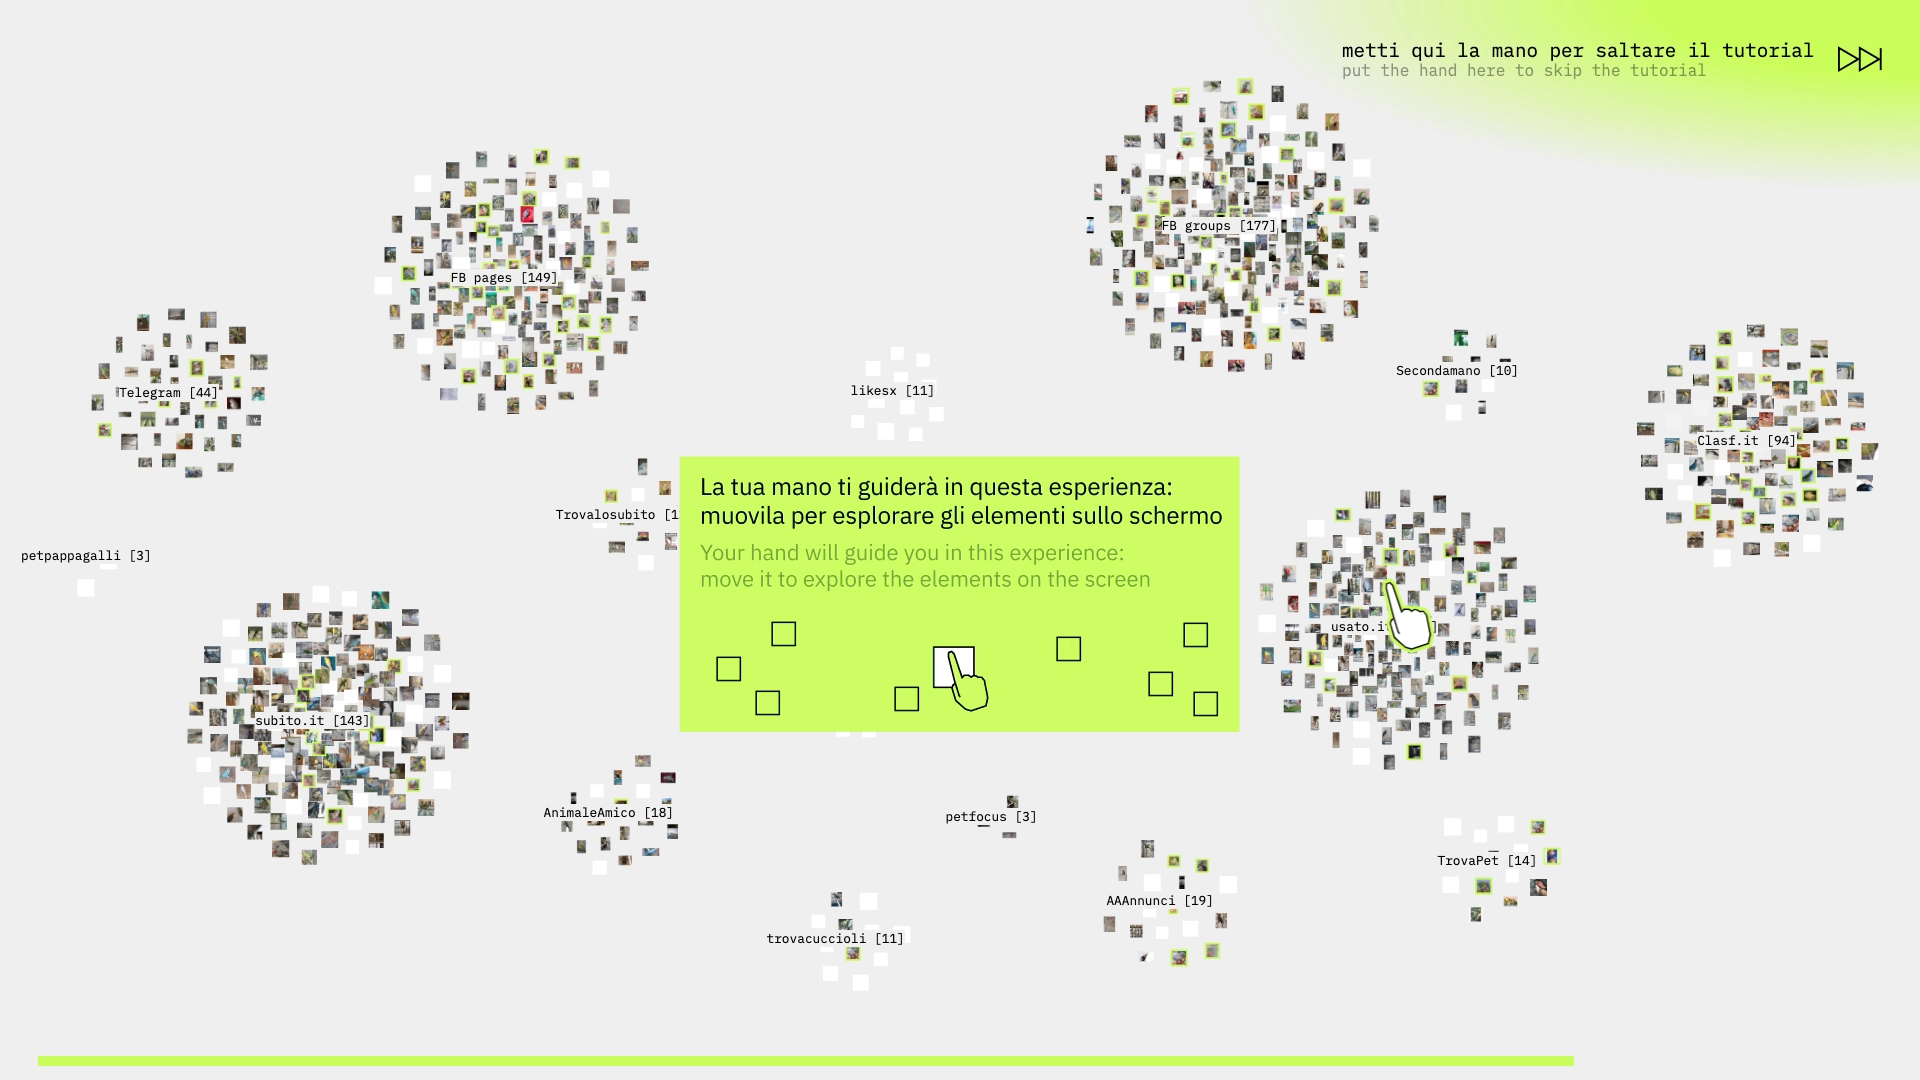 metti qui la mano per saltare il tutorial
put the hand here to skip the tutorial
FB groups [177]
FB pages [149]
Secondamano [10]
likesx [11]
Telegram [44]
Clasf.it [94]
La tua mano ti guiderà in questa esperienza:
muovila per esplorare gli elementi sullo schermo
Your hand will guide you in this experience:
move it to explore the elements on the screen
Trovalosubito
petpappagalli [3]
subito.it [143]
AnimaleAmico [18]
petfocus [3]
TrovaPet [14]
AAAnnunci [19]
trovacuccioli [11]